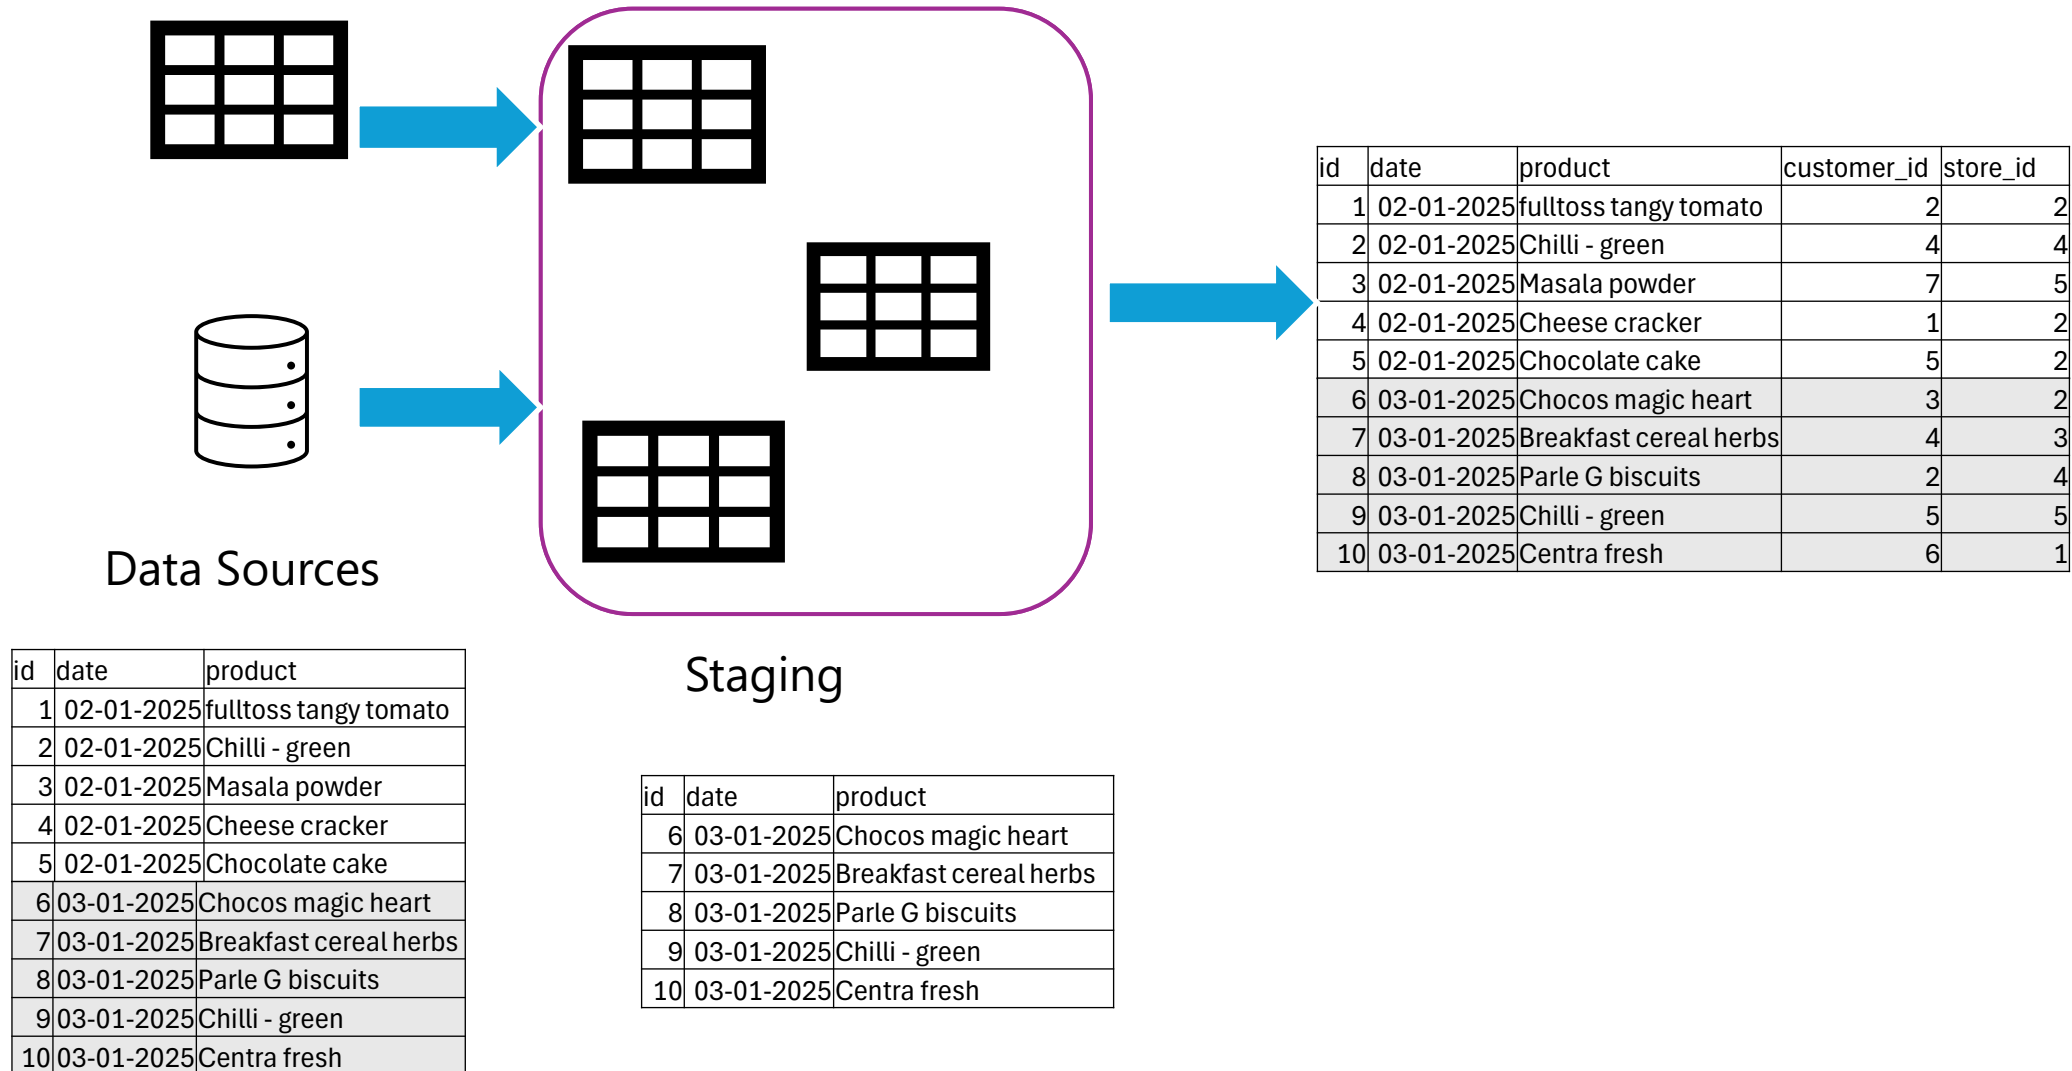 id date product customer_id store_id
1 02-01-2025 fulltoss tangy tomato 2 2
2 02-01-2025 Chilli - green 4 4
3 02-01-2025 Masala powder 7 5
4 02-01-2025 Cheese cracker 1 2
5 02-01-2025 Chocolate cake 5 2
6 03-01-2025 Chocos magic heart 3 2
7 03-01-2025 Breakfast cereal herbs 4 3
8 03-01-2025 Parle G biscuits 2 4
9 03-01-2025 Chilli - green 5 5
10 03-01-2025 Centra fresh 6 1
Data Sources
id date product
1 02-01-2025 fulltoss tangy tomato
2 02-01-2025 Chilli - green
3 02-01-2025 Masala powder
4 02-01-2025 Cheese cracker
5 02-01-2025 Chocolate cake
6 03-01-2025 Chocos magic heart
7 03-01-2025 Breakfast cereal herbs
8 03-01-2025 Parle G biscuits
9 03-01-2025 Chilli - green
10 03-01-2025 Centra fresh
Staging
id date product
6 03-01-2025 Chocos magic heart
7 03-01-2025 Breakfast cereal herbs
8 03-01-2025 Parle G biscuits
9 03-01-2025 Chilli - green
10 03-01-2025 Centra fresh